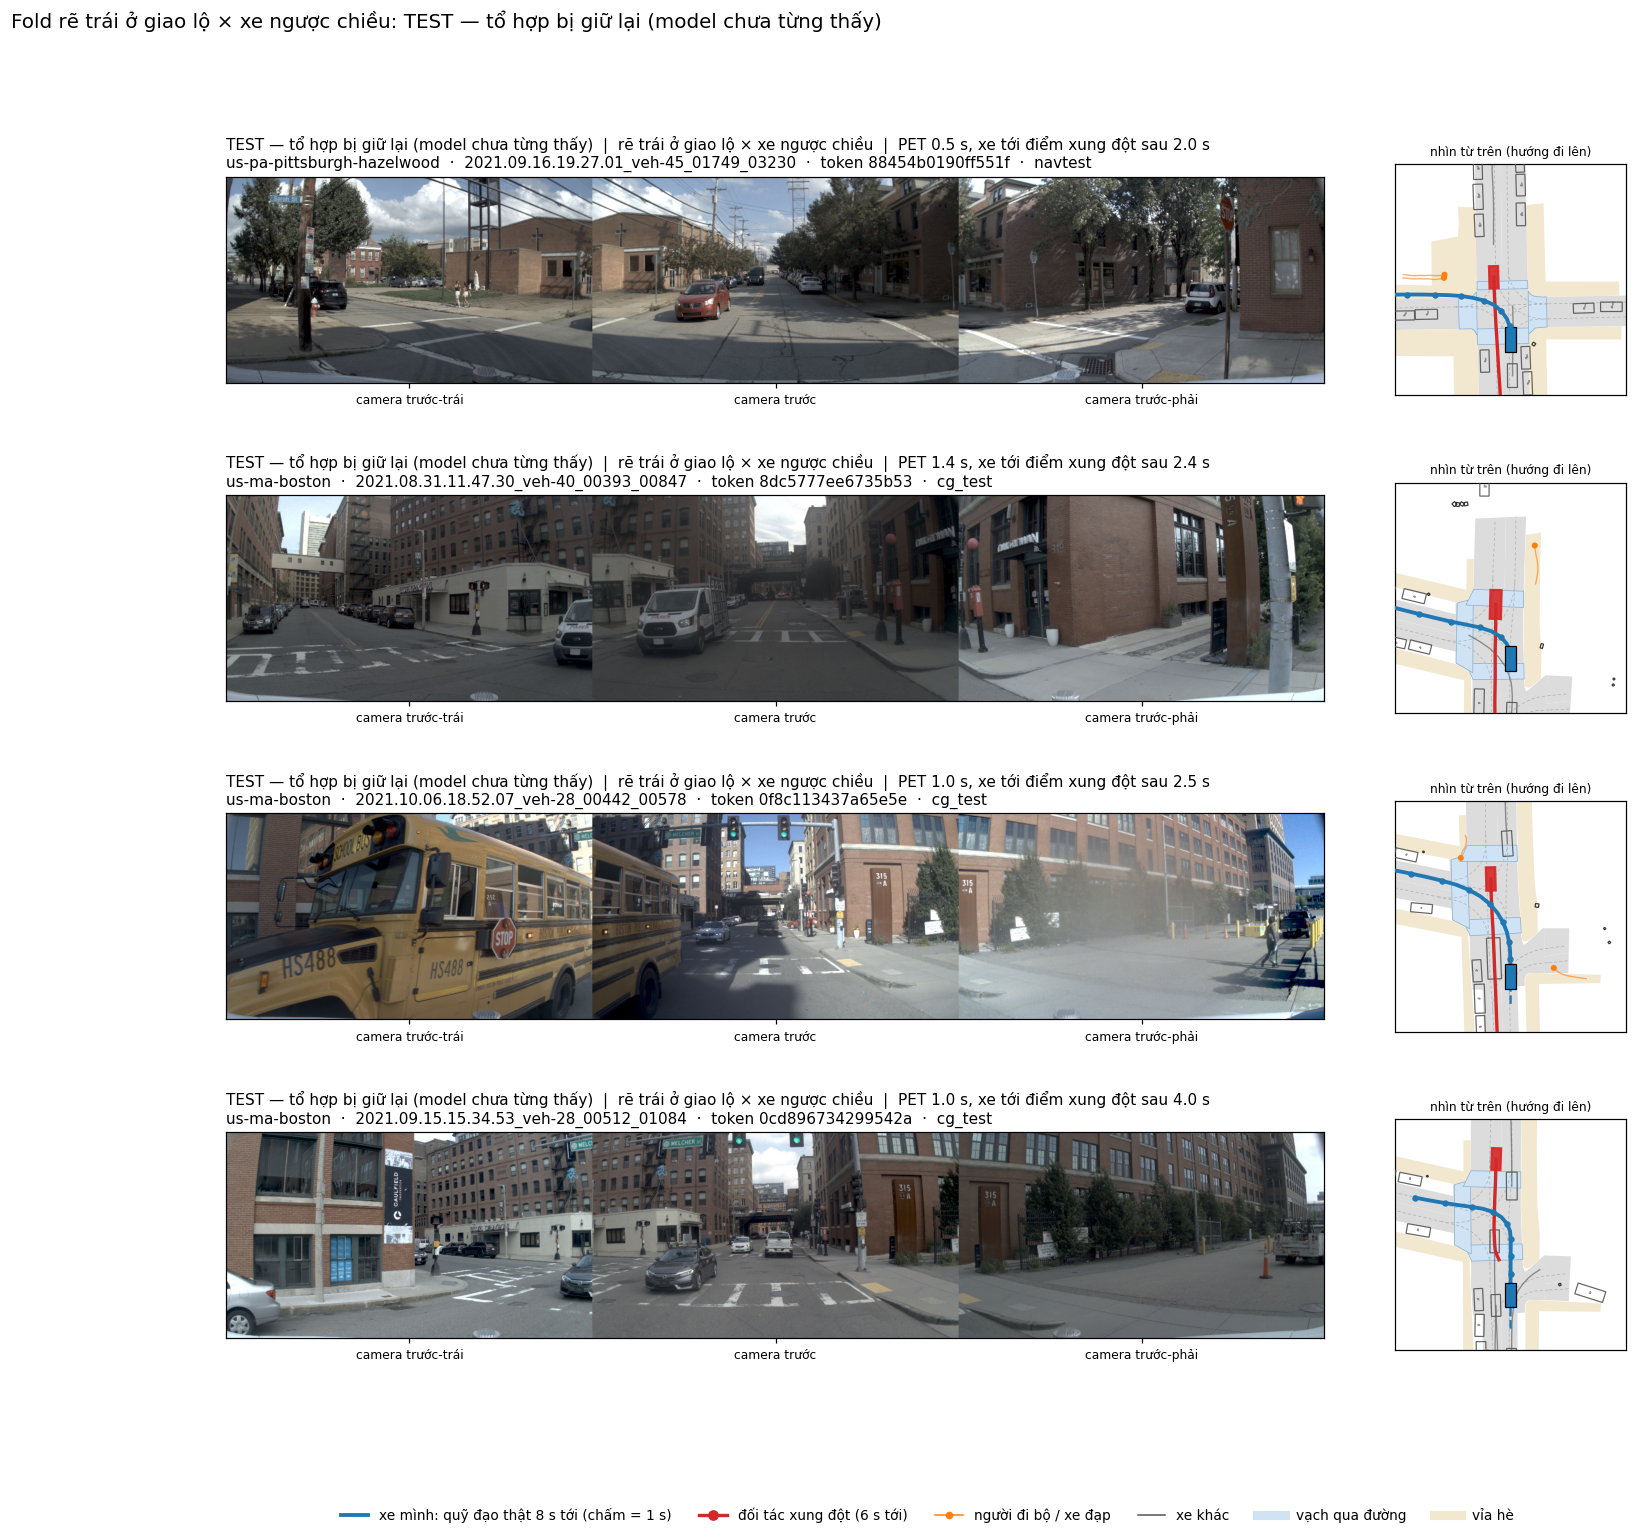 Fold rẽ trái ở giao lộ × xe ngược chiều: TEST — tổ hợp bị giữ lại (model chưa từng thấy)
TEST — tổ hợp bị giữ lại (model chưa từng thấy) | rẽ trái ở giao lộ × xe ngược chiều | PET 0.5 s, xe tới điểm xung đột sau 2.0 s
us-pa-pittsburgh-hazelwood · 2021.09.16.19.27.01_veh-45_01749_03230 · token 88454b0190ff551f · navtest
nhìn từ trên (hướng đi lên)
camera trước-trái
camera trước
camera trước-phải
TEST — tổ hợp bị giữ lại (model chưa từng thấy) | rẽ trái ở giao lộ × xe ngược chiều | PET 1.4 s, xe tới điểm xung đột sau 2.4 s
us-ma-boston · 2021.08.31.11.47.30_veh-40_00393_00847 · token 8dc5777ee6735b53 · cg_test
nhìn từ trên (hướng đi lên)
camera trước-trái
camera trước
camera trước-phải
TEST — tổ hợp bị giữ lại (model chưa từng thấy) | rẽ trái ở giao lộ × xe ngược chiều | PET 1.0 s, xe tới điểm xung đột sau 2.5 s
us-ma-boston · 2021.10.06.18.52.07_veh-28_00442_00578 · token 0f8c113437a65e5e · cg_test
nhìn từ trên (hướng đi lên)
SCHOOL BUS
HS488
HS488
STOP
MELCHER
315
A
315
A
camera trước-trái
camera trước
camera trước-phải
TEST — tổ hợp bị giữ lại (model chưa từng thấy) | rẽ trái ở giao lộ × xe ngược chiều | PET 1.0 s, xe tới điểm xung đột sau 4.0 s
us-ma-boston · 2021.09.15.15.34.53_veh-28_00512_01084 · token 0cd896734299542a · cg_test
nhìn từ trên (hướng đi lên)
CAULFIELD
MELCHER
315
A
315
A
camera trước-trái
camera trước
camera trước-phải
xe mình: quỹ đạo thật 8 s tới (chấm = 1 s)
đối tác xung đột (6 s tới)
người đi bộ / xe đạp
xe khác
vạch qua đường
vỉa hè